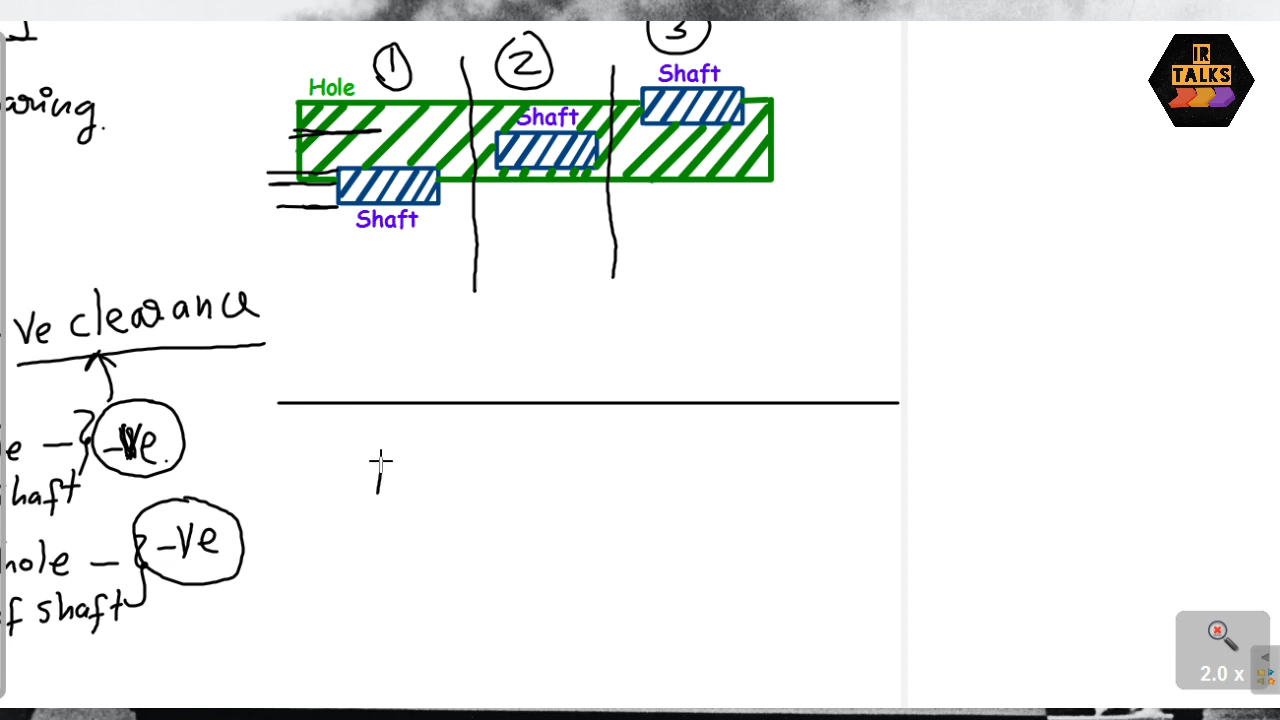 3
1
2
Shaft
IR
TALKS
Hole
aring.
Shaft
Shaft
ve clearance
e - } -ve.
haft
hole - } -ve
f shaft
2.0 x